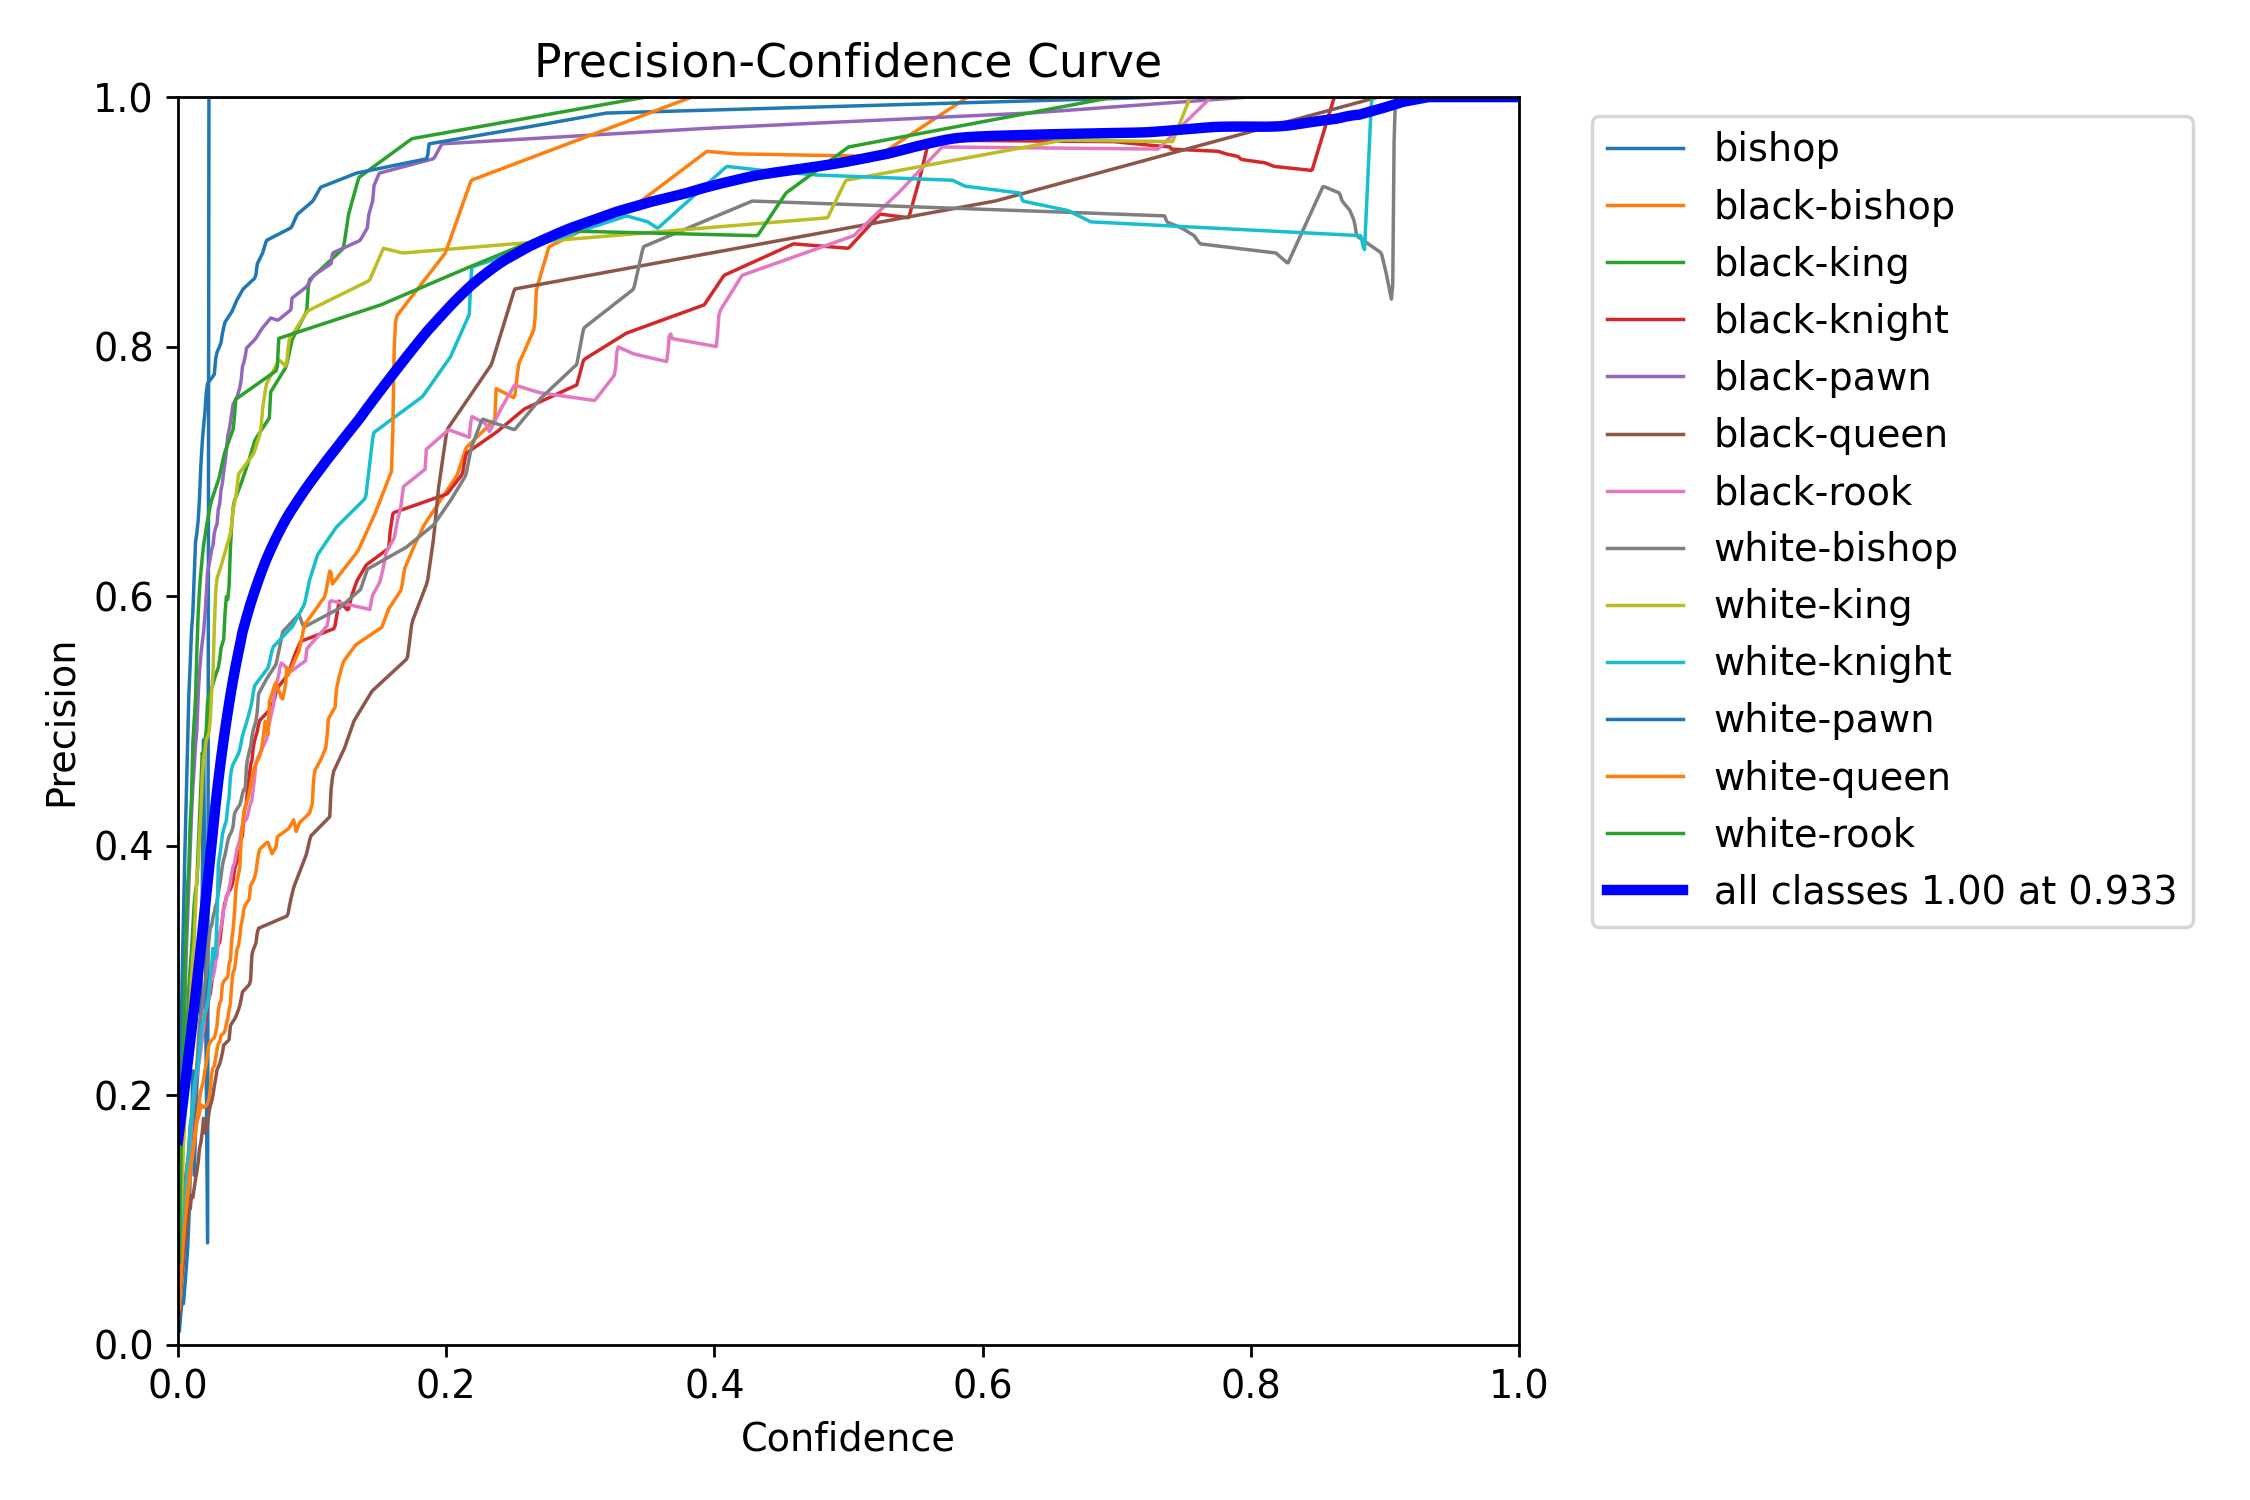 Precision-Confidence Curve
1.0
0.8
0.6
0.4
0.2
0.0
Precision
0.0 0.2 0.4 0.6 0.8 1.0
Confidence
bishop
black-bishop
black-king
black-knight
black-pawn
black-queen
black-rook
white-bishop
white-king
white-knight
white-pawn
white-queen
white-rook
all classes 1.00 at 0.933